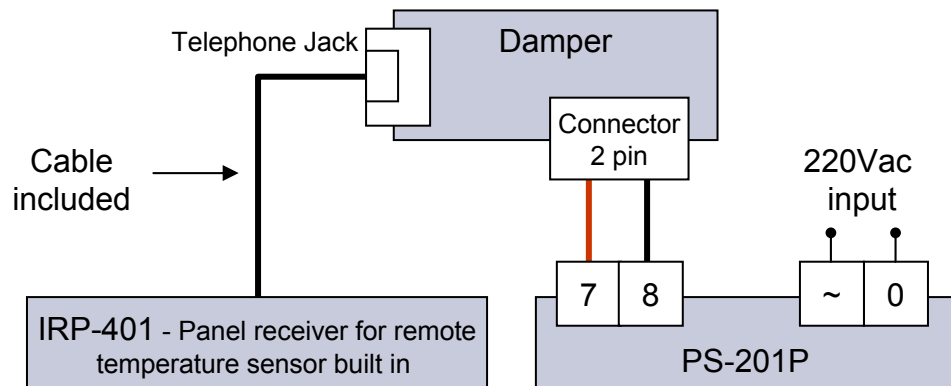 Telephone Jack
Damper
Connector
2 pin
Cable
included
220Vac
input
7
8
~
0
IRP-401 - Panel receiver for remote
temperature sensor built in
PS-201P